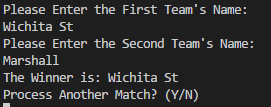 Please Enter the First Team's Name:
Wichita St
Please Enter the Second Team's Name:
Marshall
The Winner is: Wichita St
Process Another Match? (Y/N)